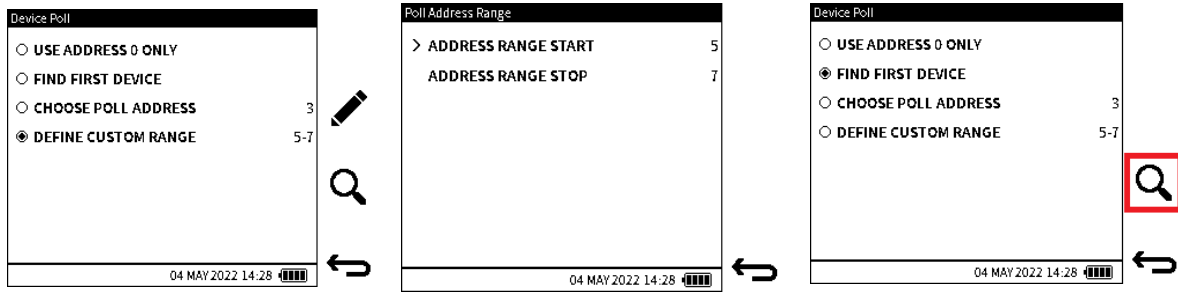 Device Poll
USE ADDRESS 0 ONLY
FIND FIRST DEVICE
CHOOSE POLL ADDRESS 3
DEFINE CUSTOM RANGE 5-7
04 MAY 2022 14:28
Poll Address Range
> ADDRESS RANGE START 5
ADDRESS RANGE STOP 7
04 MAY 2022 14:28
Device Poll
USE ADDRESS 0 ONLY
FIND FIRST DEVICE
CHOOSE POLL ADDRESS 3
DEFINE CUSTOM RANGE 5-7
04 MAY 2022 14:28